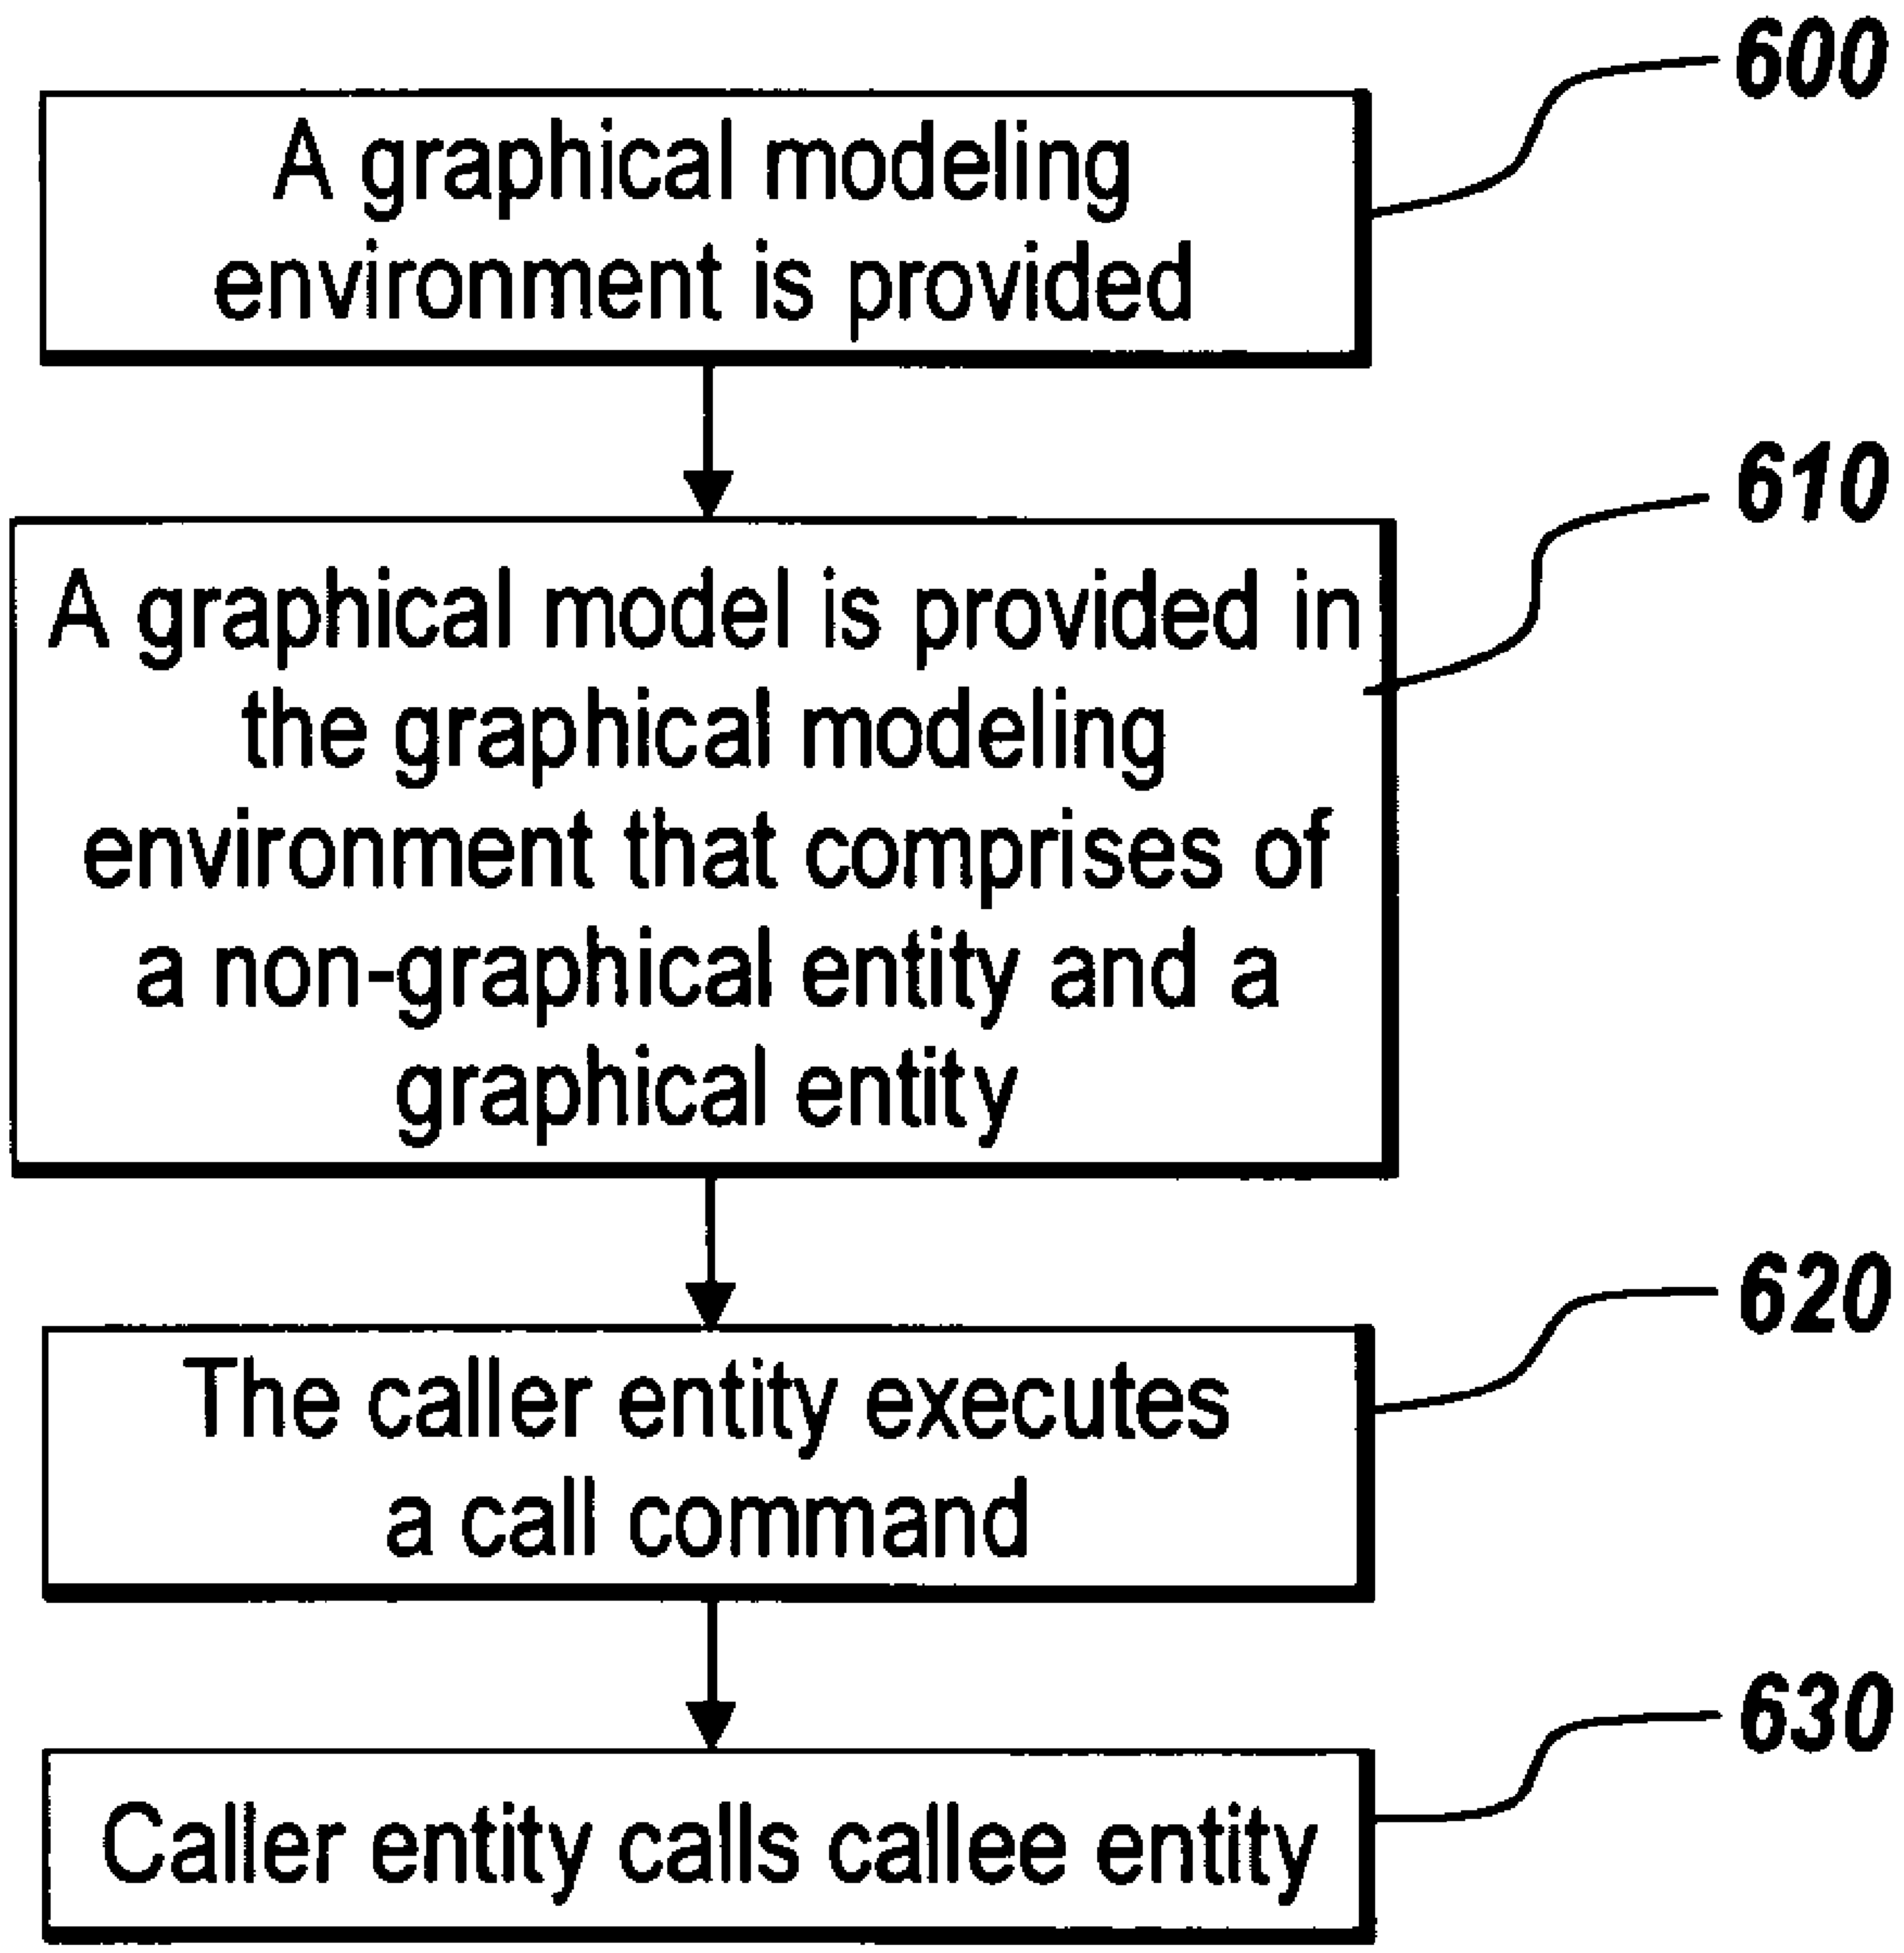 600
A graphical modeling
environment is provided
610
A graphical model is provided in
the graphical modeling
environment that comprises of
a non-graphical entity and a
graphical entity
620
The caller entity executes
a call command
630
Caller entity calls callee entity